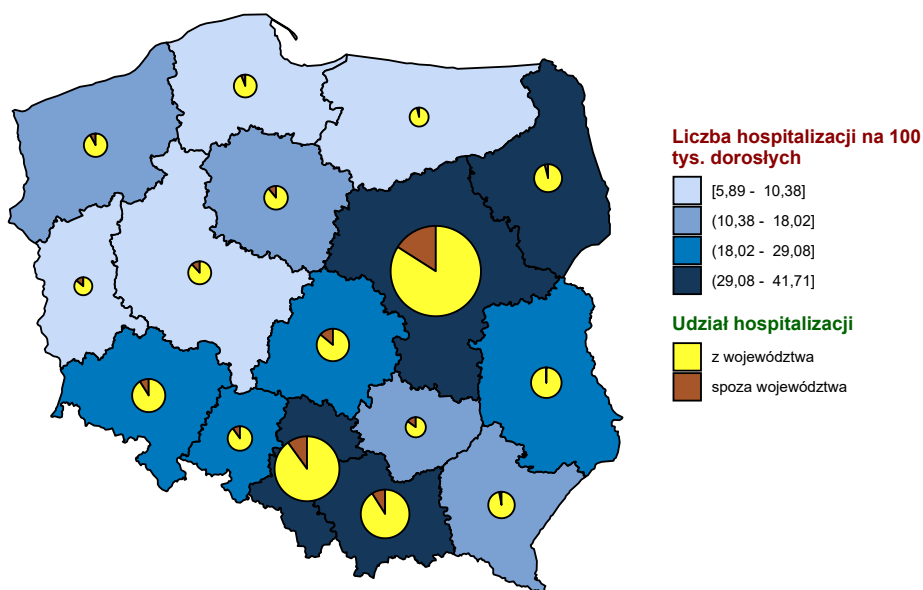 Liczba hospitalizacji na 100
tys. dorosłych
[5,89 - 10,38]
(10,38 - 18,02]
(18,02 - 29,08]
(29,08 - 41,71]
Udział hospitalizacji
z województwa
spoza województwa